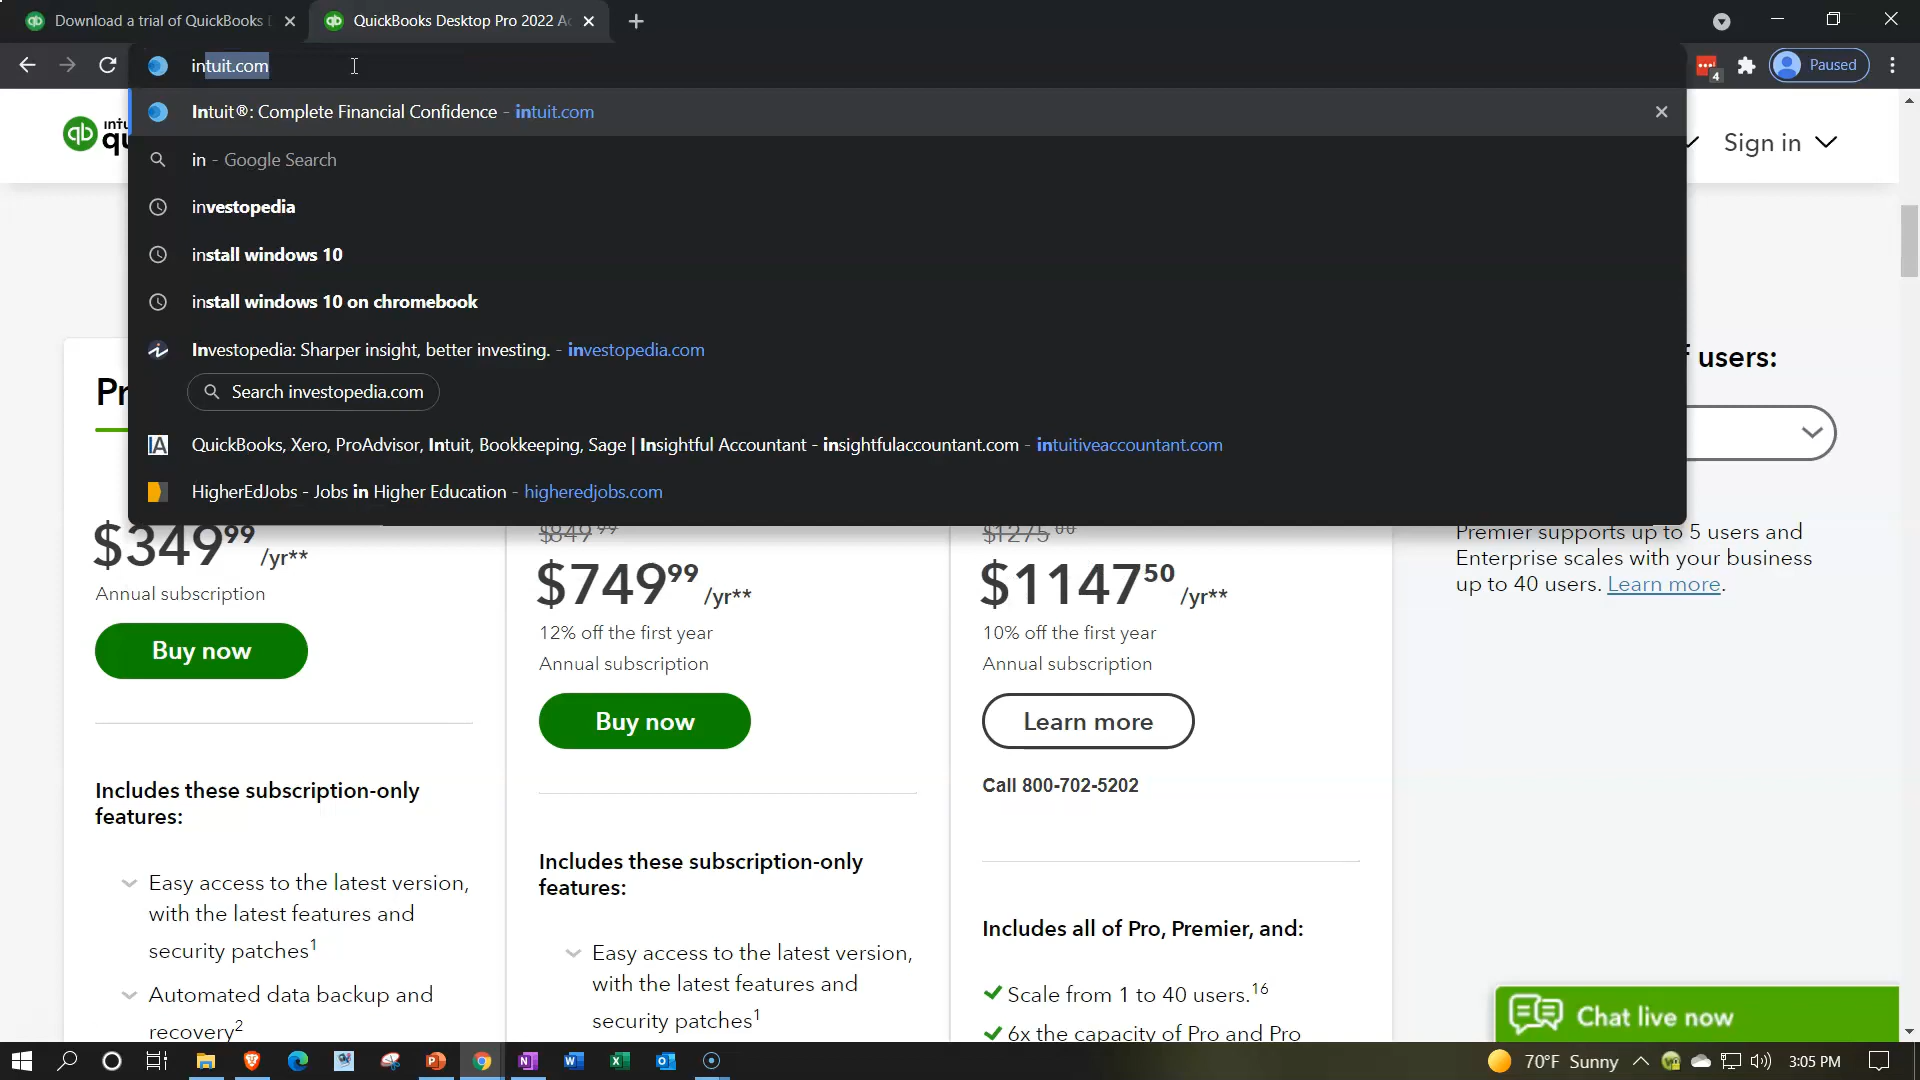 Download a trial of QuickBooks
QuickBooks Desktop Pro 2022 A
intuit.com
4
Paused
Intuit®: Complete Financial Confidence - intuit.com
in - Google Search
investopedia
install windows 10
install windows 10 on chromebook
Investopedia: Sharper insight, better investing. - investopedia.com
Search investopedia.com
QuickBooks, Xero, ProAdvisor, Intuit, Bookkeeping, Sage | Insightful Accountant - insightfulaccountant.com - intuitiveaccountant.com
HigherEdJobs - Jobs in Higher Education - higheredjobs.com
qb
Sign in
Pr
users:
$349⁹⁹ /yr**
Annual subscription
Buy now
Includes these subscription-only
features:
Easy access to the latest version,
with the latest features and
security patches¹
Automated data backup and
recovery²
$849⁹⁹
$749⁹⁹ /yr**
12% off the first year
Annual subscription
Buy now
Includes these subscription-only
features:
Easy access to the latest version,
with the latest features and
security patches¹
$1275⁰⁰
$1147⁵⁰ /yr**
10% off the first year
Annual subscription
Learn more
Call 800-702-5202
Includes all of Pro, Premier, and:
Scale from 1 to 40 users.¹⁶
6x the capacity of Pro and Pro
Premier supports up to 5 users and
Enterprise scales with your business
up to 40 users. Learn more.
Chat live now
70°F Sunny
3:05 PM